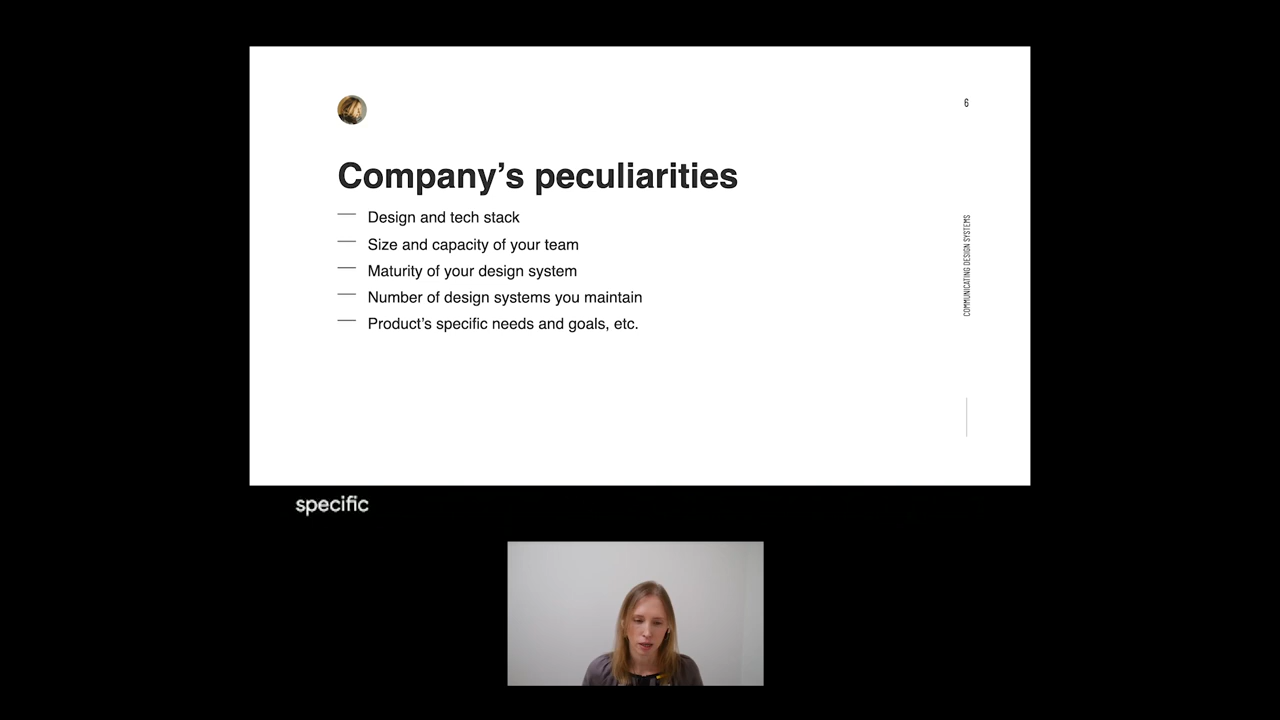 6
Company’s peculiarities
Design and tech stack
Size and capacity of your team
Maturity of your design system
Number of design systems you maintain
Product’s specific needs and goals, etc.
COMMUNICATING DESIGN SYSTEMS
specific